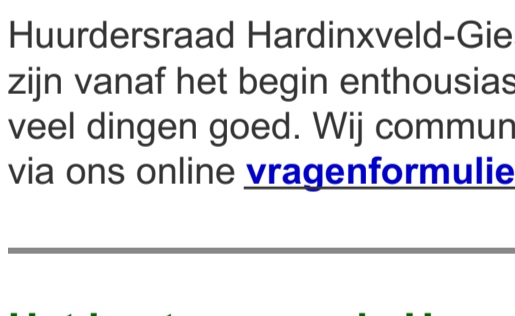 Huurdersraad Hardinxveld-Gie
zijn vanaf het begin enthousias
veel dingen goed. Wij commun
via ons online vragenformulie